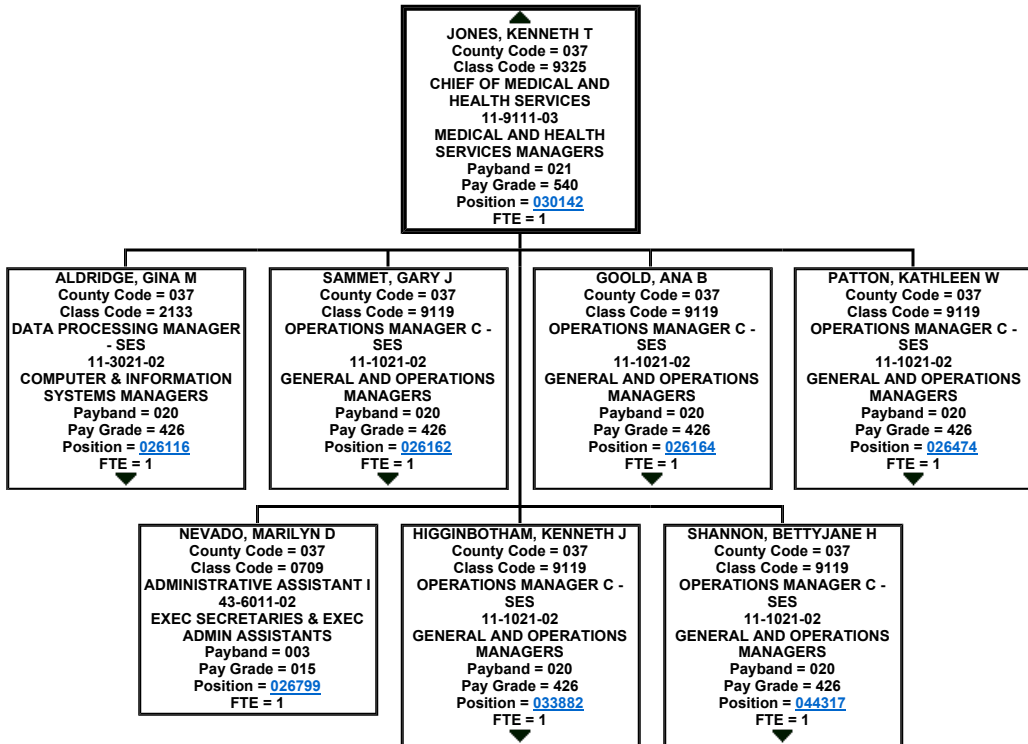 JONES, KENNETH T
County Code = 037
Class Code = 9325
CHIEF OF MEDICAL AND
HEALTH SERVICES
11-9111-03
MEDICAL AND HEALTH
SERVICES MANAGERS
Payband = 021
Pay Grade = 540
Position = 030142
FTE = 1
ALDRIDGE, GINA M
County Code = 037
Class Code = 2133
DATA PROCESSING MANAGER
- SES
11-3021-02
COMPUTER & INFORMATION
SYSTEMS MANAGERS
Payband = 020
Pay Grade = 426
Position = 026116
FTE = 1
SAMMET, GARY J
County Code = 037
Class Code = 9119
OPERATIONS MANAGER C -
SES
11-1021-02
GENERAL AND OPERATIONS
MANAGERS
Payband = 020
Pay Grade = 426
Position = 026162
FTE = 1
GOOLD, ANA B
County Code = 037
Class Code = 9119
OPERATIONS MANAGER C -
SES
11-1021-02
GENERAL AND OPERATIONS
MANAGERS
Payband = 020
Pay Grade = 426
Position = 026164
FTE = 1
PATTON, KATHLEEN W
County Code = 037
Class Code = 9119
OPERATIONS MANAGER C -
SES
11-1021-02
GENERAL AND OPERATIONS
MANAGERS
Payband = 020
Pay Grade = 426
Position = 026474
FTE = 1
NEVADO, MARILYN D
County Code = 037
Class Code = 0709
ADMINISTRATIVE ASSISTANT I
43-6011-02
EXEC SECRETARIES & EXEC
ADMIN ASSISTANTS
Payband = 003
Pay Grade = 015
Position = 026799
FTE = 1
HIGGINBOTHAM, KENNETH J
County Code = 037
Class Code = 9119
OPERATIONS MANAGER C -
SES
11-1021-02
GENERAL AND OPERATIONS
MANAGERS
Payband = 020
Pay Grade = 426
Position = 033882
FTE = 1
SHANNON, BETTYJANE H
County Code = 037
Class Code = 9119
OPERATIONS MANAGER C -
SES
11-1021-02
GENERAL AND OPERATIONS
MANAGERS
Payband = 020
Pay Grade = 426
Position = 044317
FTE = 1